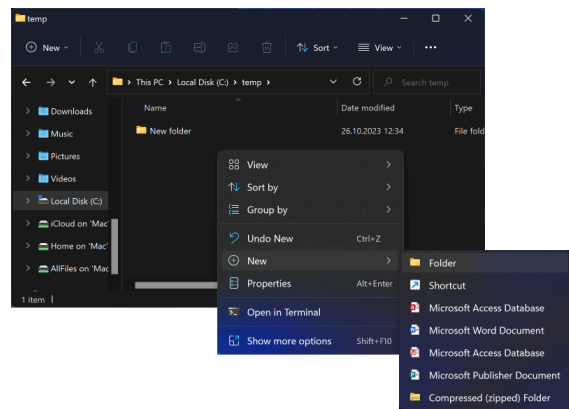 temp
New
Sort
View
This PC > Local Disk (C:) > temp >
Search temp
Name
Date modified
Type
Downloads
Music
Pictures
Videos
Local Disk (C:)
iCloud on 'Mac'
Home on 'Mac'
AllFiles on 'Mac
New folder
26.10.2023 12:34
File fold
1 item
View
Sort by
Group by
Undo New Ctrl+Z
New
Properties Alt+Enter
Open in Terminal
Show more options Shift+F10
Folder
Shortcut
Microsoft Access Database
Microsoft Word Document
Microsoft Access Database
Microsoft Publisher Document
Compressed (zipped) Folder